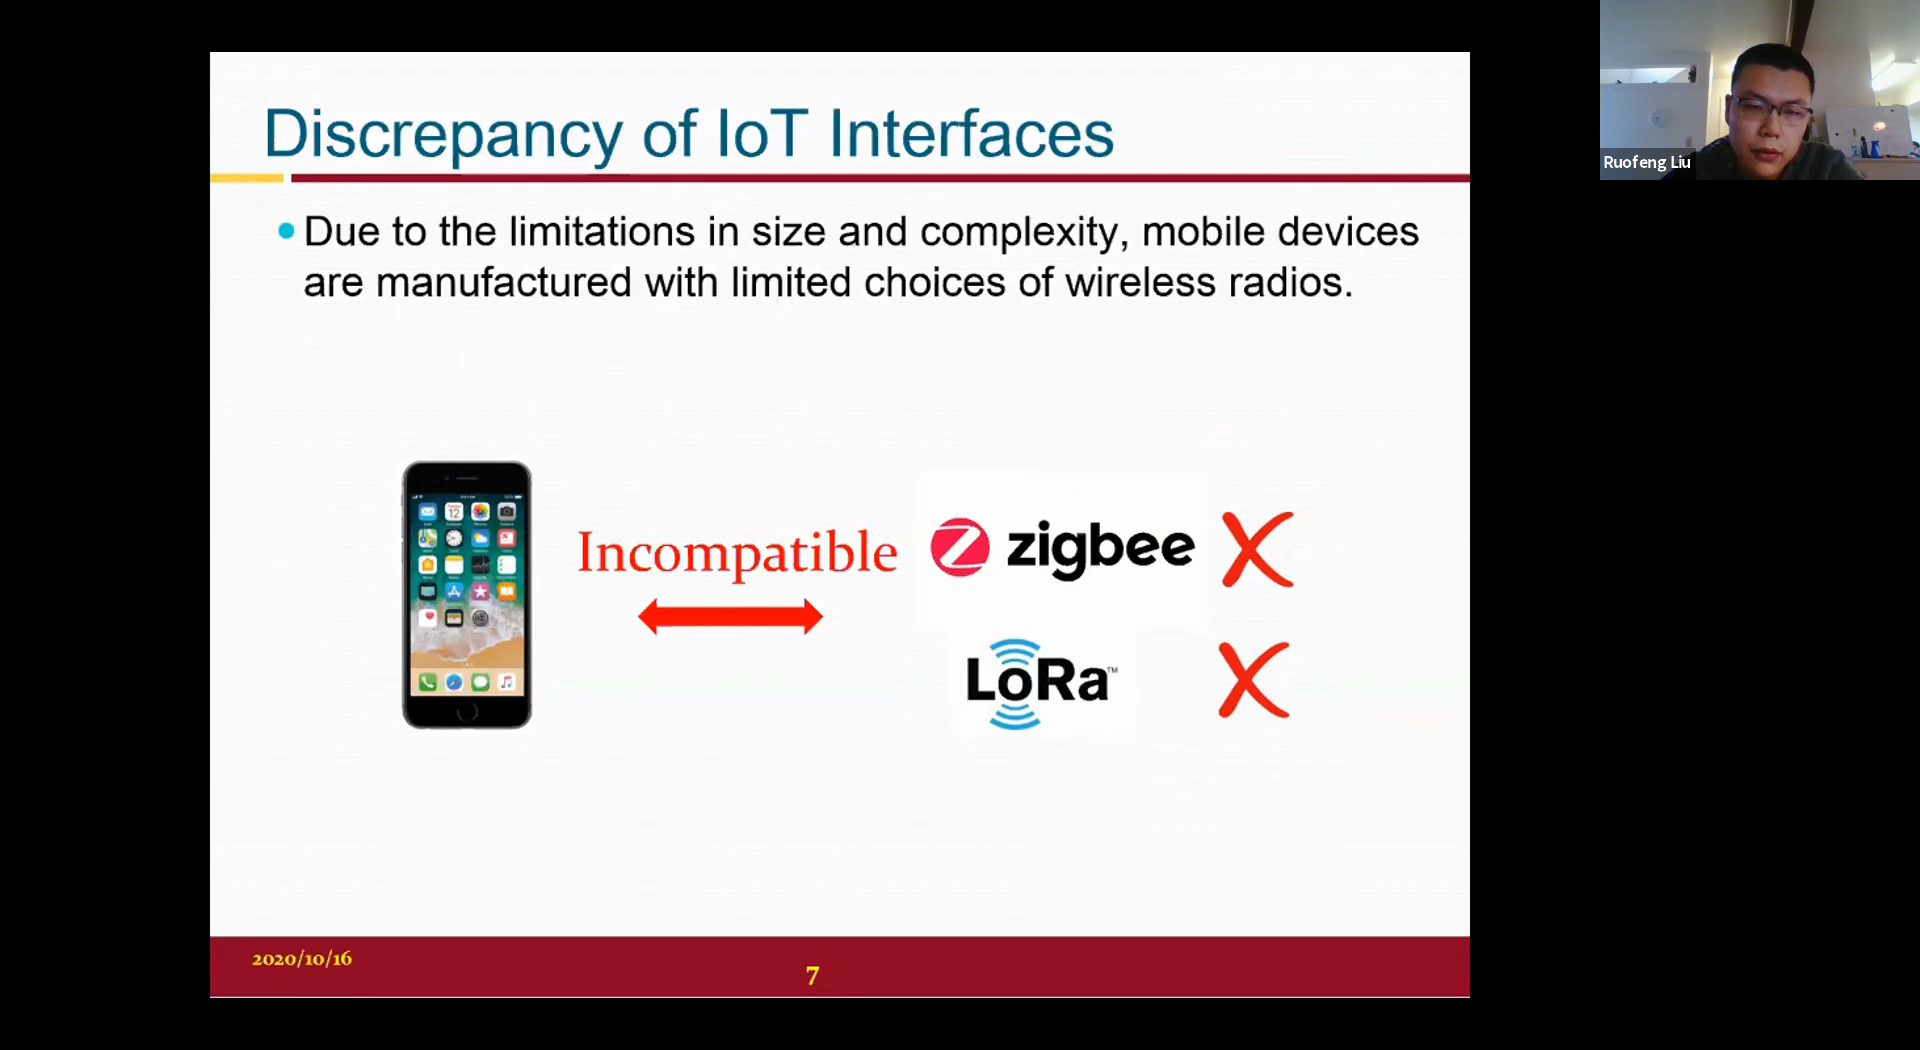 Discrepancy of IoT Interfaces
Ruofeng Liu
Due to the limitations in size and complexity, mobile devices
are manufactured with limited choices of wireless radios.
Incompatible
zigbee
LoRa™
2020/10/16
7